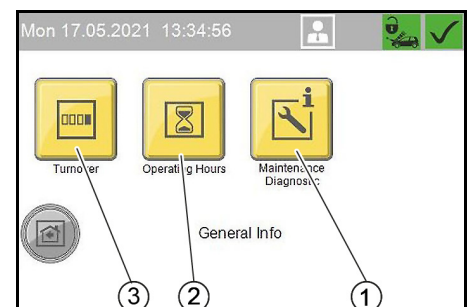 Mon 17.05.2021 13:34:56
i
Turnover
Operating Hours
Maintenance
Diagnostic
General Info
3
2
1